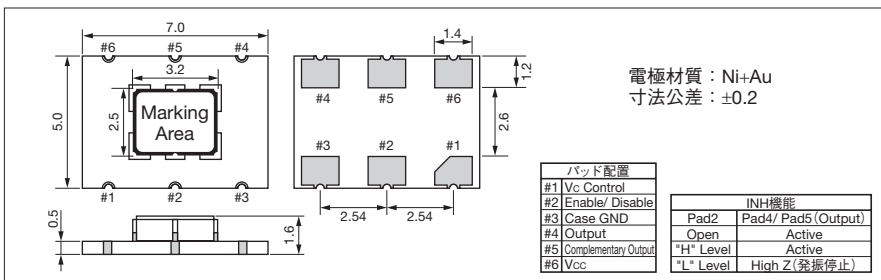 7.0
#6 #5 #4
3.2
5.0
2.5
Marking
Area
#1 #2 #3
0.5
1.6
1.4
1.2
#4 #5 #6
2.6
#3 #2 #1
2.54 2.54
電極材質：Ni+Au
寸法公差：±0.2
パッド配置
#1 Vc Control
#2 Enable/ Disable
#3 Case GND
#4 Output
#5 Complementary Output
#6 Vcc
INH機能
Pad2 Pad4/ Pad5（Output）
Open Active
"H" Level Active
"L" Level High Z（発振停止）